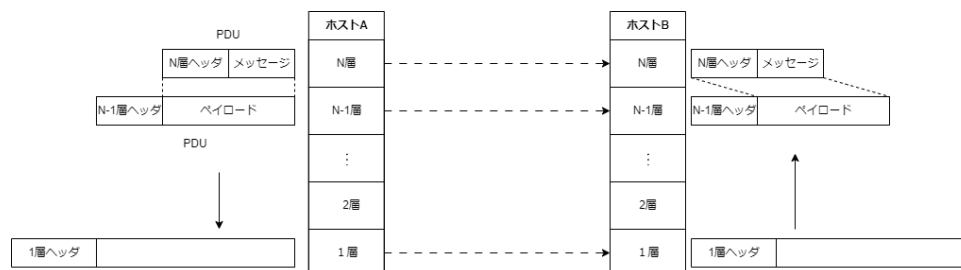 PDU
ホストA
ホストB
N層ヘッダ メッセージ
N層
N層
N層ヘッダ メッセージ
N-1層ヘッダ ペイロード
N-1層
N-1層
N-1層ヘッダ ペイロード
PDU
⋮
⋮
2層
2層
1層ヘッダ
1層
1層
1層ヘッダ